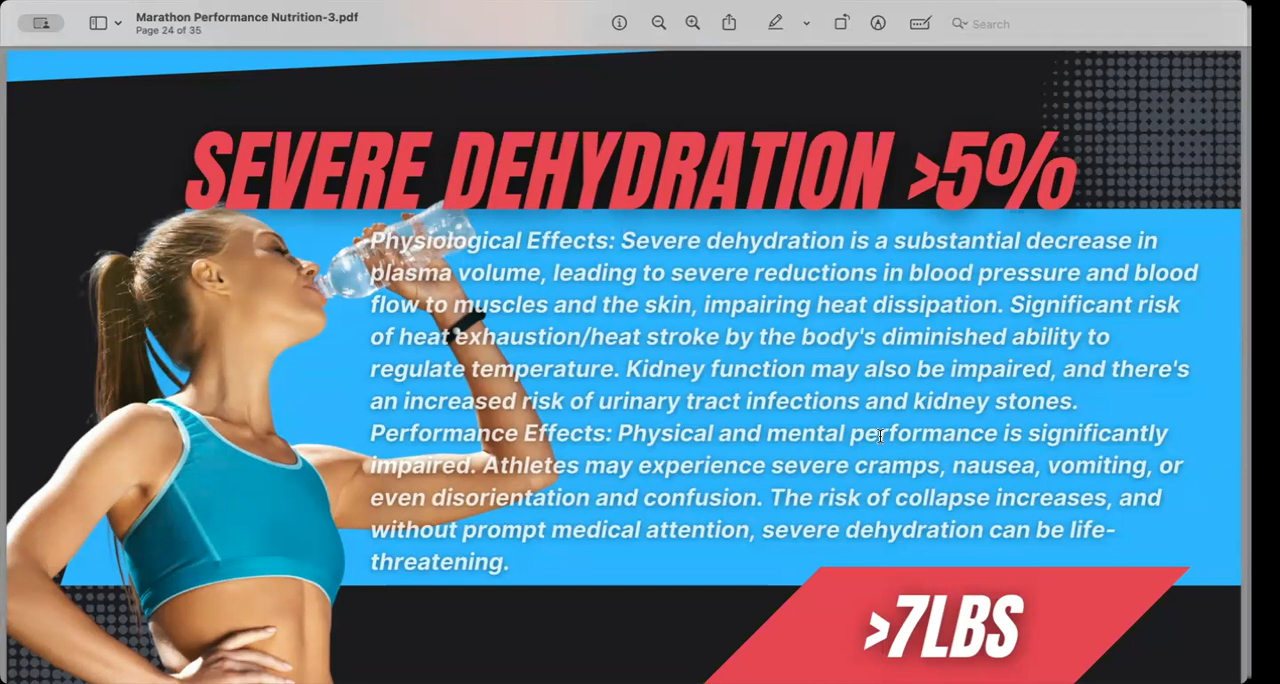 Marathon Performance Nutrition-3.pdf
Page 24 of 35
Search
SEVERE DEHYDRATION >5%
Physiological Effects: Severe dehydration is a substantial decrease in
plasma volume, leading to severe reductions in blood pressure and blood
flow to muscles and the skin, impairing heat dissipation. Significant risk
of heat exhaustion/heat stroke by the body's diminished ability to
regulate temperature. Kidney function may also be impaired, and there's
an increased risk of urinary tract infections and kidney stones.
Performance Effects: Physical and mental performance is significantly
impaired. Athletes may experience severe cramps, nausea, vomiting, or
even disorientation and confusion. The risk of collapse increases, and
without prompt medical attention, severe dehydration can be life-
threatening.
>7LBS